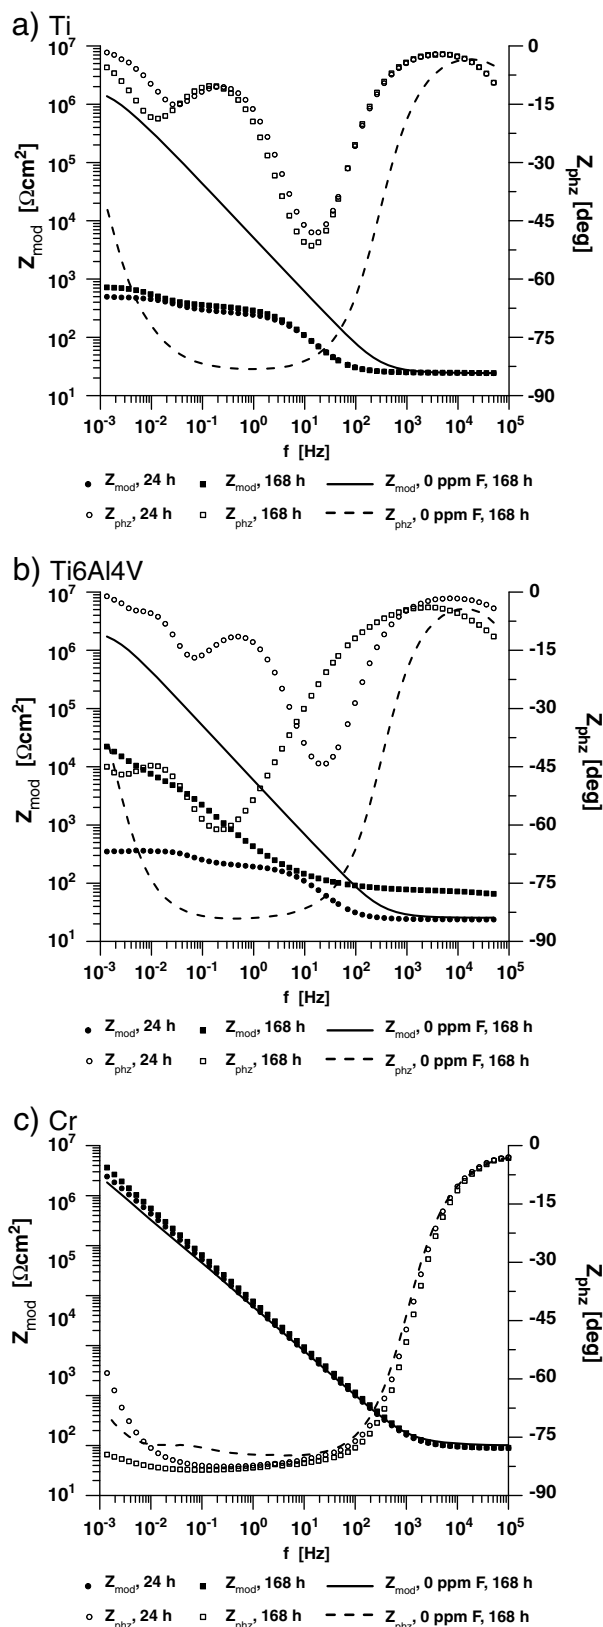 a) Ti
10⁷ 0
10⁶ -15
10⁵ -30
10⁴ -45
10³ -60
10² -75
10¹ -90
Z_mod [Ωcm²]
Z_phz [deg]
10⁻³ 10⁻² 10⁻¹ 10⁰ 10¹ 10² 10³ 10⁴ 10⁵
f [Hz]
Z_mod, 24 h Z_mod, 168 h Z_mod, 0 ppm F, 168 h
Z_phz, 24 h Z_phz, 168 h Z_phz, 0 ppm F, 168 h
b) Ti6Al4V
10⁷ 0
10⁶ -15
10⁵ -30
10⁴ -45
10³ -60
10² -75
10¹ -90
Z_mod [Ωcm²]
Z_phz [deg]
10⁻³ 10⁻² 10⁻¹ 10⁰ 10¹ 10² 10³ 10⁴ 10⁵
f [Hz]
Z_mod, 24 h Z_mod, 168 h Z_mod, 0 ppm F, 168 h
Z_phz, 24 h Z_phz, 168 h Z_phz, 0 ppm F, 168 h
c) Cr
10⁷ 0
10⁶ -15
10⁵ -30
10⁴ -45
10³ -60
10² -75
10¹ -90
Z_mod [Ωcm²]
Z_phz [deg]
10⁻³ 10⁻² 10⁻¹ 10⁰ 10¹ 10² 10³ 10⁴ 10⁵
f [Hz]
Z_mod, 24 h Z_mod, 168 h Z_mod, 0 ppm F, 168 h
Z_phz, 24 h Z_phz, 168 h Z_phz, 0 ppm F, 168 h